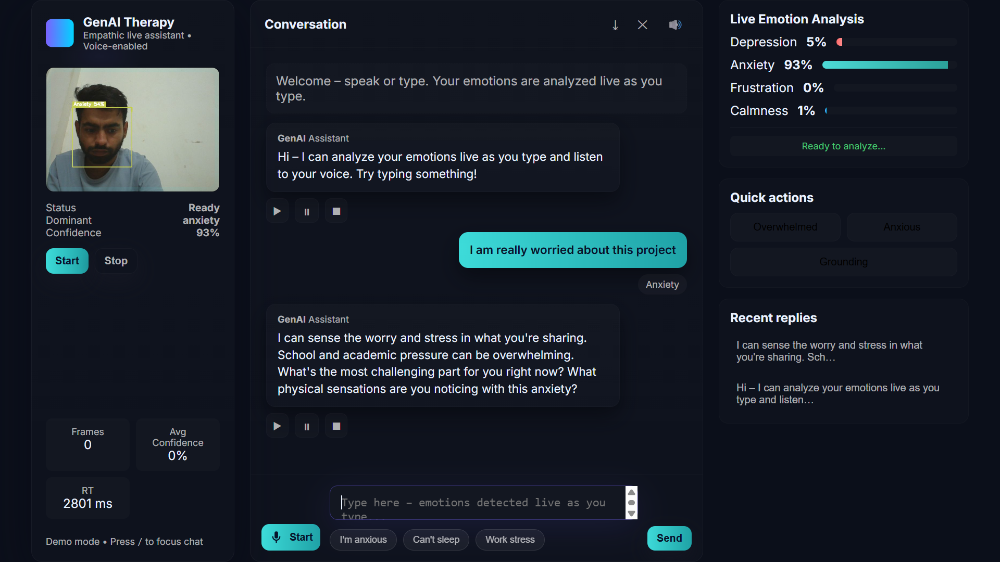 GenAI Therapy
Empathic live assistant •
Voice-enabled
Anxiety 54%
Status Ready
Dominant anxiety
Confidence 93%
Start Stop
Frames
0
Avg
Confidence
0%
RT
2801 ms
Demo mode • Press / to focus chat
Conversation
Welcome – speak or type. Your emotions are analyzed live as you
type.
GenAI Assistant
Hi – I can analyze your emotions live as you type and listen
to your voice. Try typing something!
I am really worried about this project
Anxiety
GenAI Assistant
I can sense the worry and stress in what you're sharing.
School and academic pressure can be overwhelming.
What's the most challenging part for you right now? What
physical sensations are you noticing with this anxiety?
Type here – emotions detected live as you
type...
Start
I'm anxious Can't sleep Work stress
Send
Live Emotion Analysis
Depression 5%
Anxiety 93%
Frustration 0%
Calmness 1%
Ready to analyze...
Quick actions
Overwhelmed Anxious
Grounding
Recent replies
I can sense the worry and stress in what
you're sharing. Sch...
Hi – I can analyze your emotions live as you
type and listen...